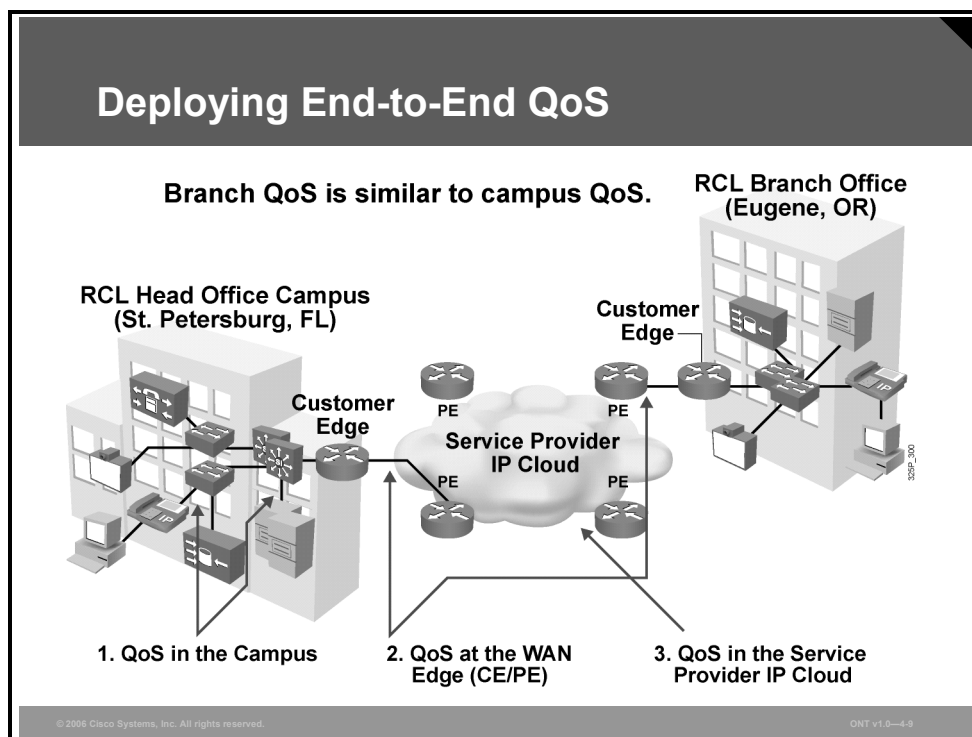 Deploying End-to-End QoS
Branch QoS is similar to campus QoS.
RCL Branch Office
(Eugene, OR)
RCL Head Office Campus
(St. Petersburg, FL)
Customer
Edge
Customer
Edge
PE
PE
Service Provider
IP Cloud
PE
PE
IP
IP
325P_300
1. QoS in the Campus
2. QoS at the WAN
Edge (CE/PE)
3. QoS in the Service
Provider IP Cloud
© 2006 Cisco Systems, Inc. All rights reserved.
ONT v1.0—4-9